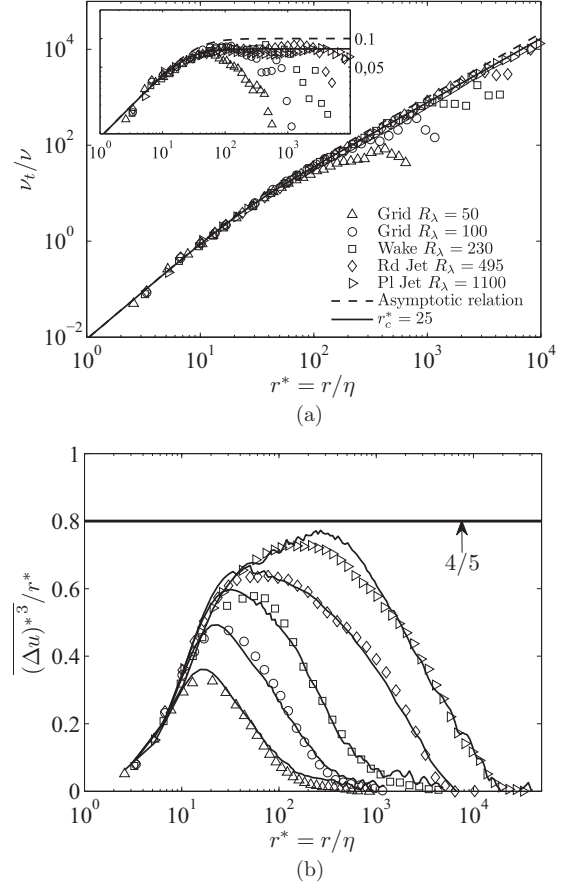 10^4
10^2
10^0
10^{-2}
ν_t/ν
0.1
0,05
10^0
10^1
10^2
10^3
Grid R_λ = 50
Grid R_λ = 100
Wake R_λ = 230
Rd Jet R_λ = 495
Pl Jet R_λ = 1100
Asymptotic relation
r_c^* = 25
10^0
10^1
10^2
10^3
10^4
r^* = r/η
(a)
1
0.8
0.6
0.4
0.2
0
\overline{(Δu)^{*3}}/r^*
4/5
10^0
10^1
10^2
10^3
10^4
r^* = r/η
(b)